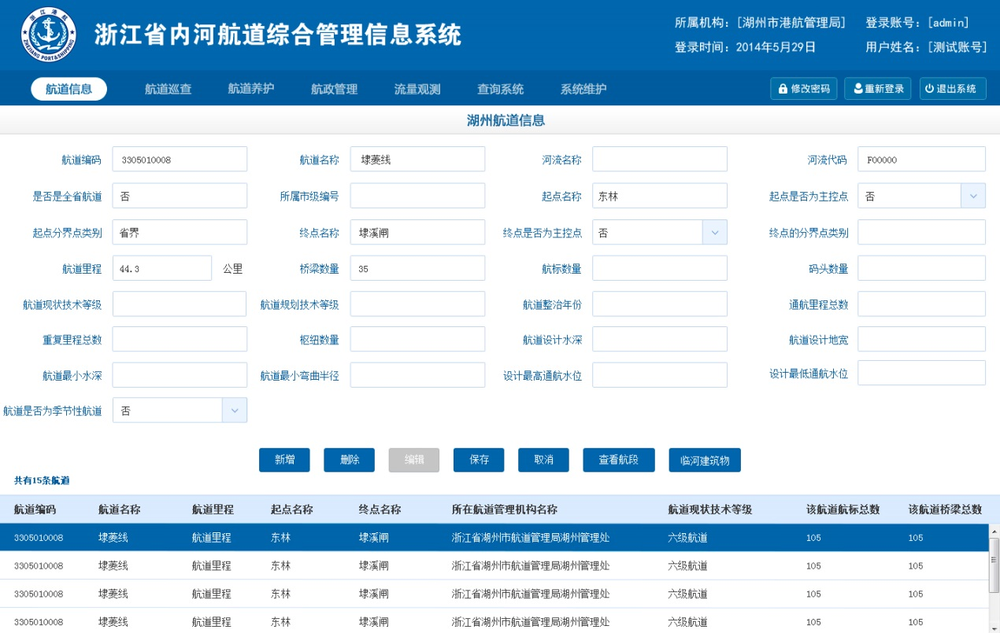 浙江港航
ZHEJIANG PORT&SHIPPING
浙江省内河航道综合管理信息系统
所属机构：[湖州市港航管理局] 登录账号：[admin]
登录时间：2014年5月29日 用户姓名：[测试账号]
航道信息 航道巡查 航道养护 航政管理 流量观测 查询系统 系统维护 修改密码 重新登录 退出系统
湖州航道信息
航道编码 3305010008 航道名称 埭菱线 河流名称 河流代码 F00000
是否是全省航道 否 所属市级编号 起点名称 东林 起点是否为主控点 否
起点分界点类别 省界 终点名称 埭溪闸 终点是否为主控点 否 终点的分界点类别
航道里程 44.3 公里 桥梁数量 35 航标数量 码头数量
航道现状技术等级 航道规划技术等级 航道整治年份 通航里程总数
重复里程总数 枢纽数量 航道设计水深 航道设计地宽
航道最小水深 航道最小弯曲半径 设计最高通航水位 设计最低通航水位
航道是否为季节性航道 否
新增 删除 编辑 保存 取消 查看航段 临河建筑物
共有15条航道
航道编码 航道名称 航道里程 起点名称 终点名称 所在航道管理机构名称 航道现状技术等级 该航道航标总数 该航道桥梁总数
3305010008 埭菱线 航道里程 东林 埭溪闸 浙江省湖州市航道管理局湖州管理处 六级航道 105 105
3305010008 埭菱线 航道里程 东林 埭溪闸 浙江省湖州市航道管理局湖州管理处 六级航道 105 105
3305010008 埭菱线 航道里程 东林 埭溪闸 浙江省湖州市航道管理局湖州管理处 六级航道 105 105
3305010008 埭菱线 航道里程 东林 埭溪闸 浙江省湖州市航道管理局湖州管理处 六级航道 105 105